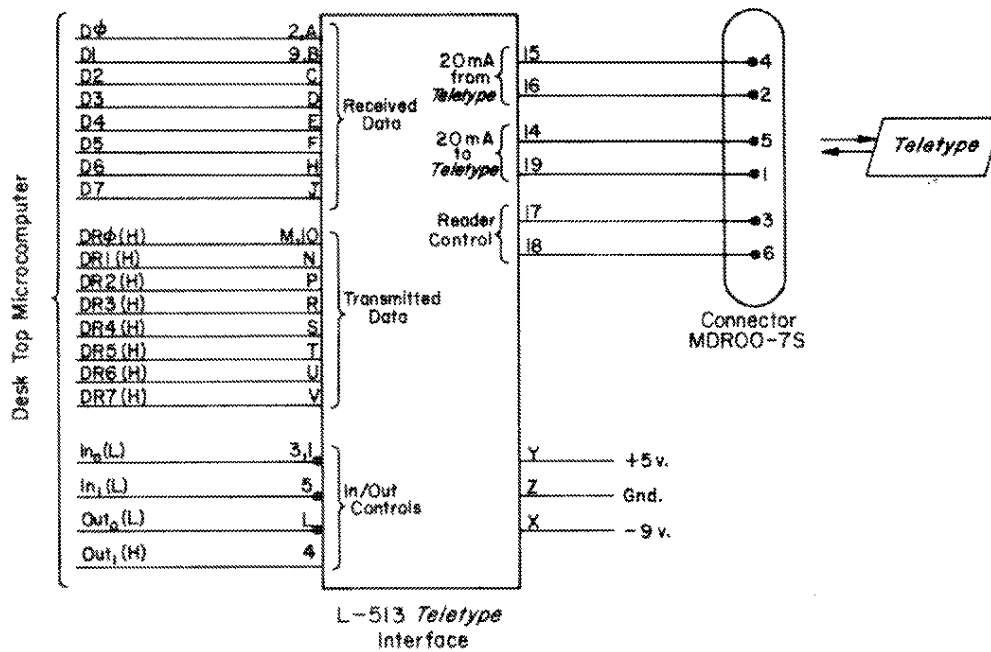 Desk Top Microcomputer
Dϕ 2,A
D1 9,B
D2 C
D3 D
D4 E
D5 F
D6 H
D7 J
Received
Data
DRϕ(H) M,10
DR1(H) N
DR2(H) P
DR3(H) R
DR4(H) S
DR5(H) T
DR6(H) U
DR7(H) V
Transmitted
Data
In₀(L) 3,1
In₁(L) 5
Out₀(L) L
Out₁(H) 4
In/Out
Controls
20mA
from
Teletype
15
16
20mA
to
Teletype
14
19
Reader
Control
17
18
4
2
5
1
3
6
Connector
MDR00-7S
Teletype
Y +5v.
Z Gnd.
X -9v.
L-513 Teletype
Interface